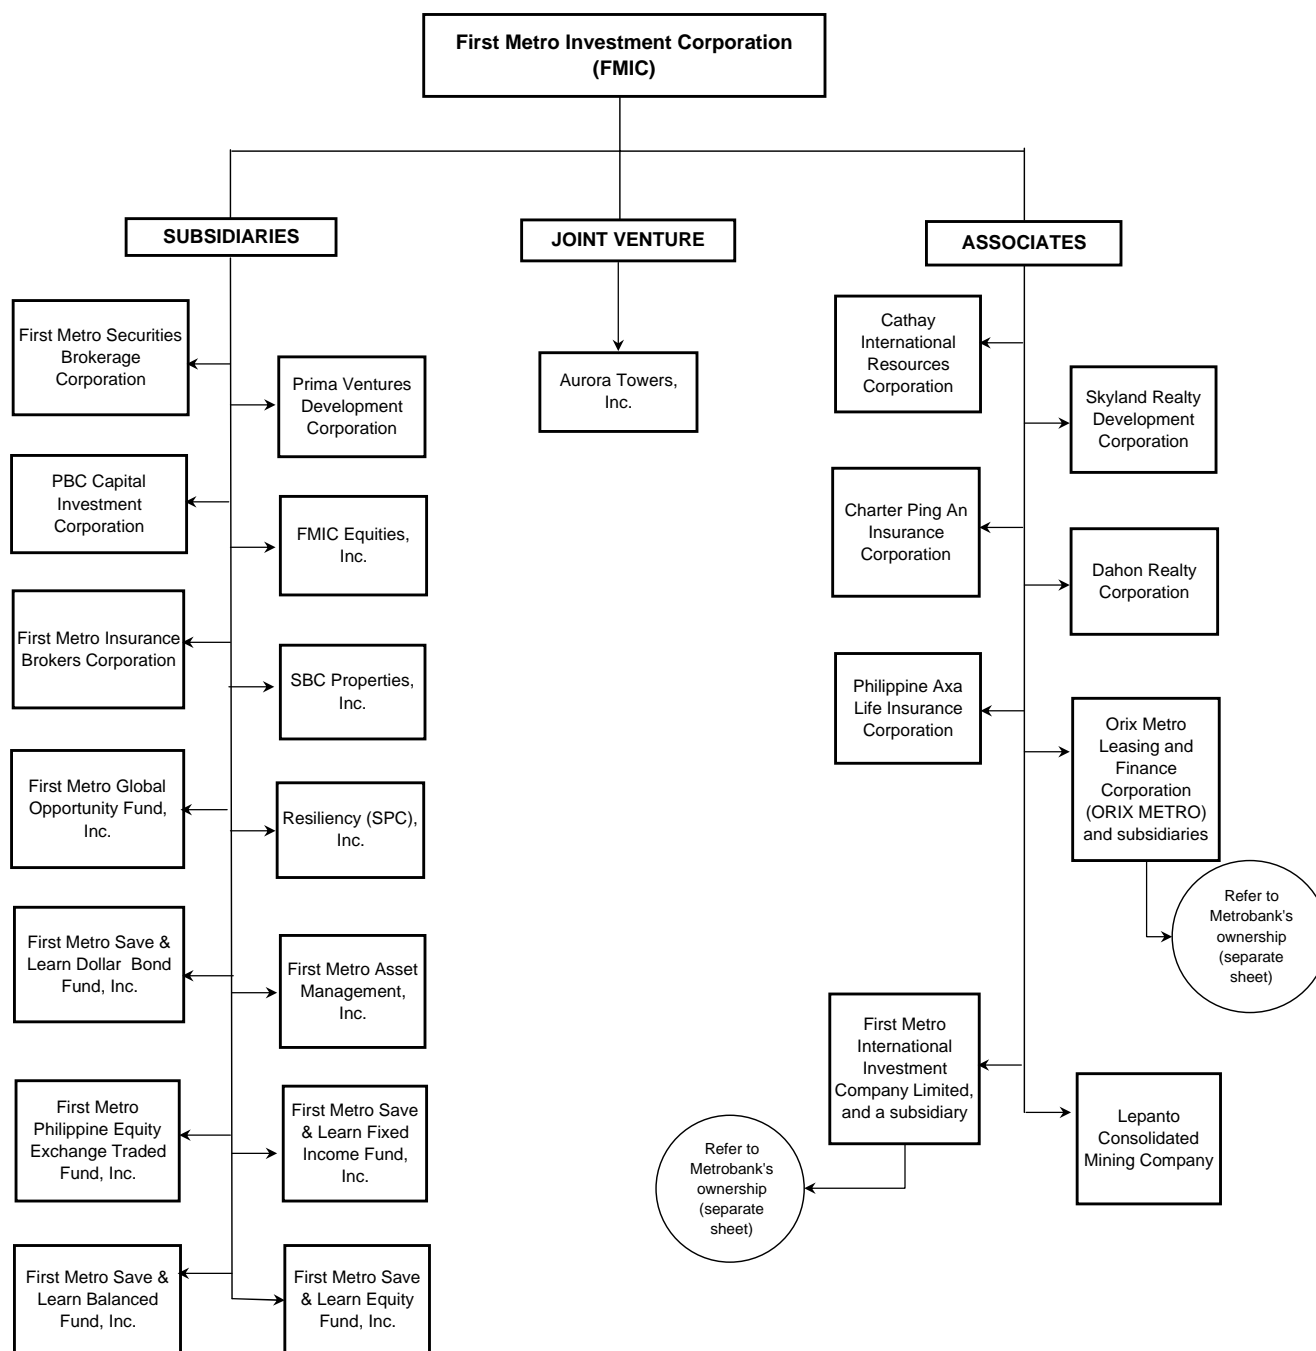 First Metro Investment Corporation
(FMIC)
SUBSIDIARIES
JOINT VENTURE
ASSOCIATES
First Metro Securities
Brokerage
Corporation
Prima Ventures
Development
Corporation
PBC Capital
Investment
Corporation
FMIC Equities,
Inc.
First Metro Insurance
Brokers Corporation
SBC Properties,
Inc.
First Metro Global
Opportunity Fund,
Inc.
Resiliency (SPC),
Inc.
First Metro Save &
Learn Dollar Bond
Fund, Inc.
First Metro Asset
Management,
Inc.
First Metro
Philippine Equity
Exchange Traded
Fund, Inc.
First Metro Save
& Learn Fixed
Income Fund,
Inc.
First Metro Save &
Learn Balanced
Fund, Inc.
First Metro Save
& Learn Equity
Fund, Inc.
Aurora Towers,
Inc.
Cathay
International
Resources
Corporation
Skyland Realty
Development
Corporation
Charter Ping An
Insurance
Corporation
Dahon Realty
Corporation
Philippine Axa
Life Insurance
Corporation
Orix Metro
Leasing and
Finance
Corporation
(ORIX METRO)
and subsidiaries
Refer to
Metrobank's
ownership
(separate
sheet)
First Metro
International
Investment
Company Limited,
and a subsidiary
Refer to
Metrobank's
ownership
(separate
sheet)
Lepanto
Consolidated
Mining Company